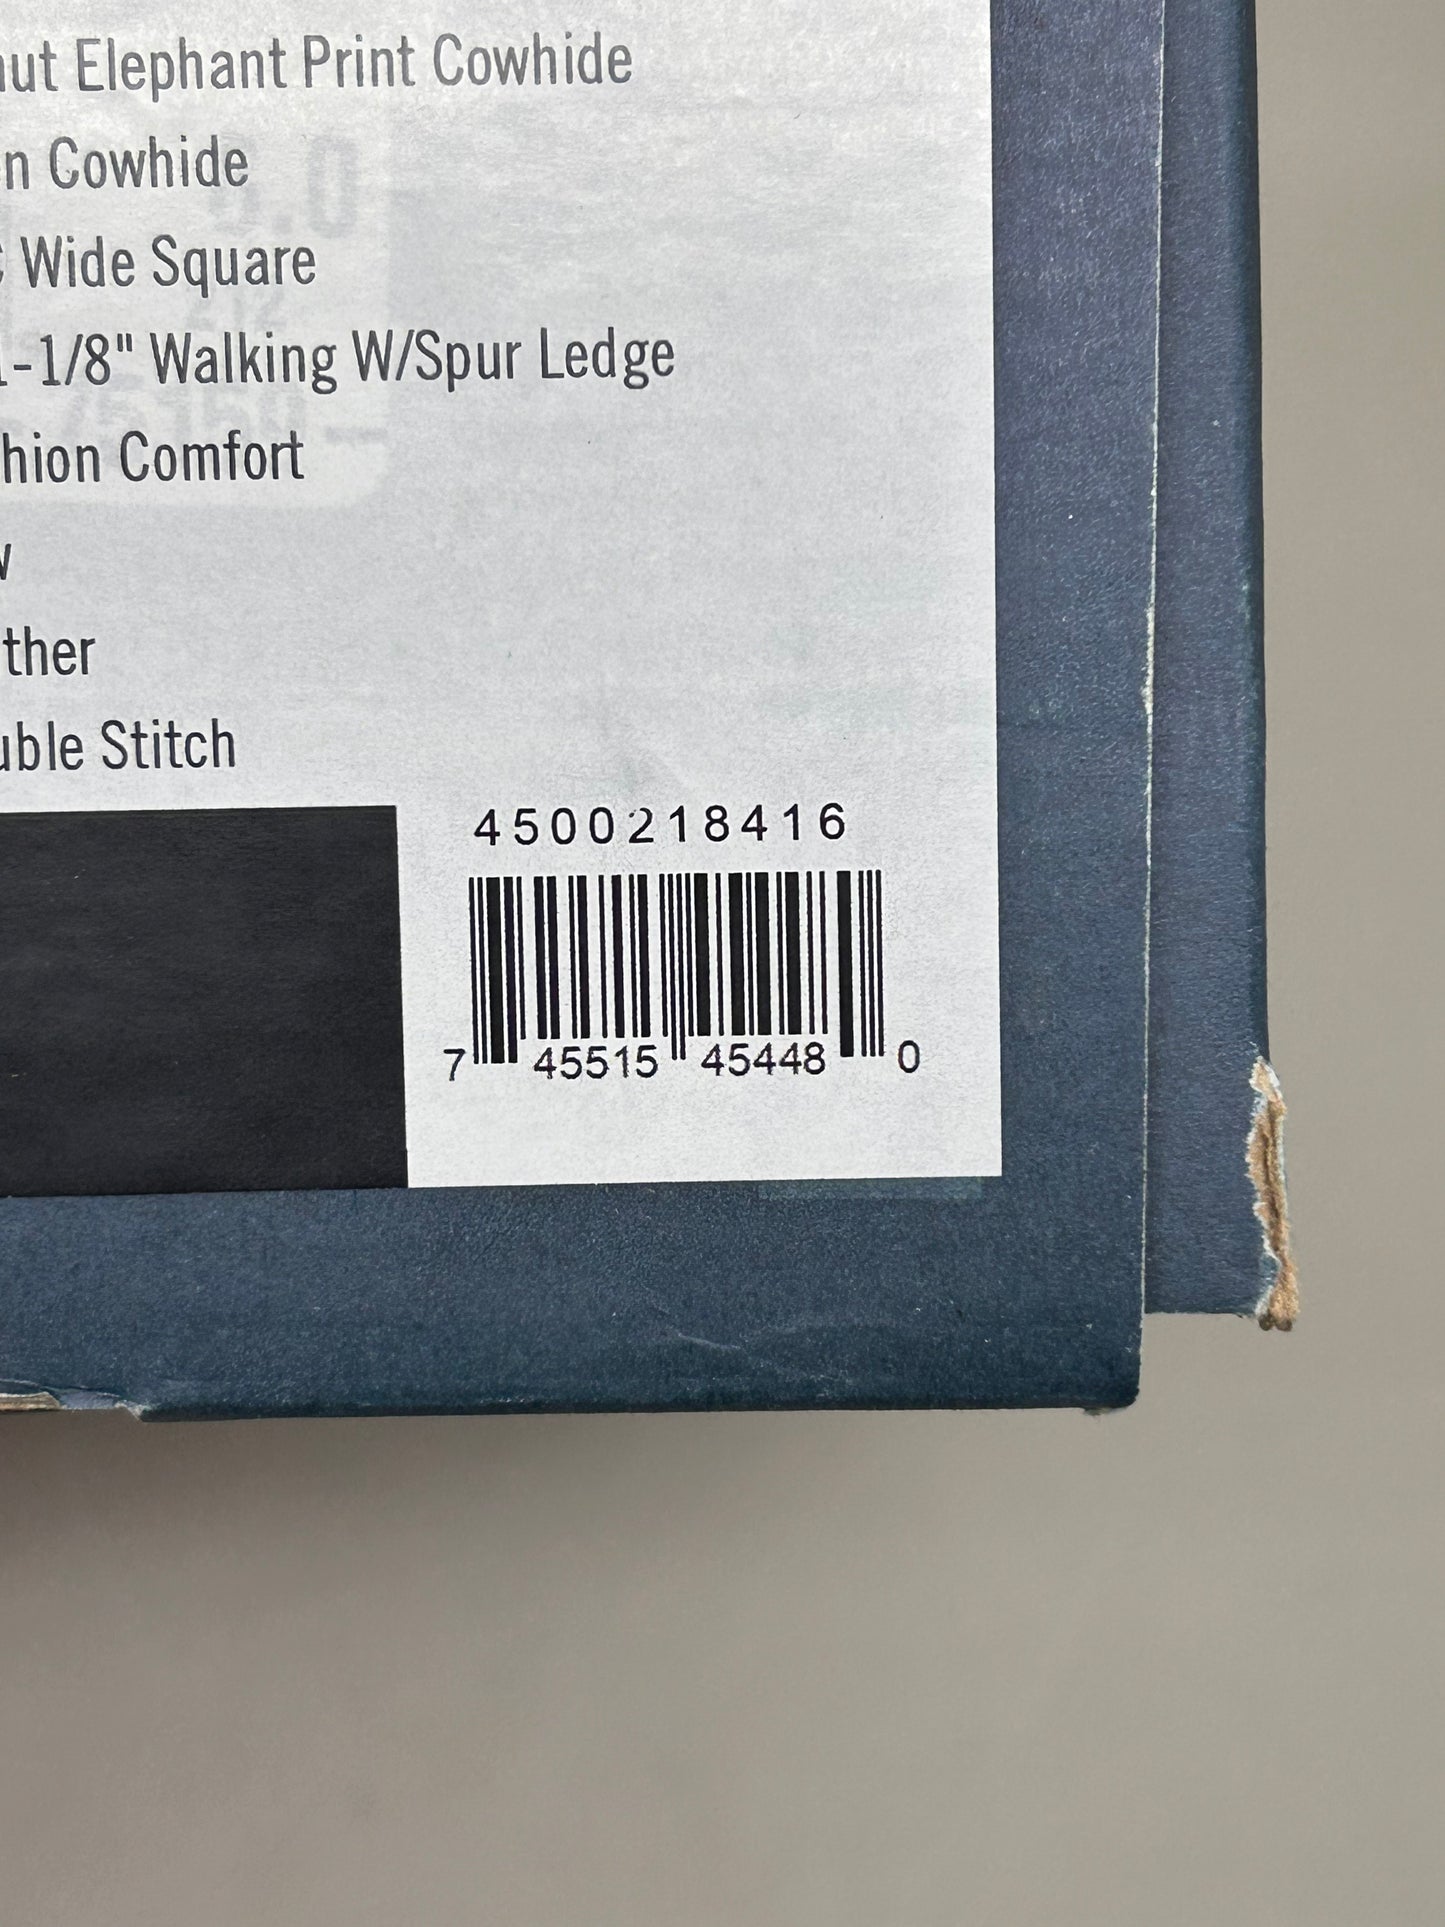 nut Elephant Print Cowhide
n Cowhide
Wide Square
1-1/8" Walking W/Spur Ledge
hion Comfort
w
ther
uble Stitch
4500218416
7 45515 45448 0